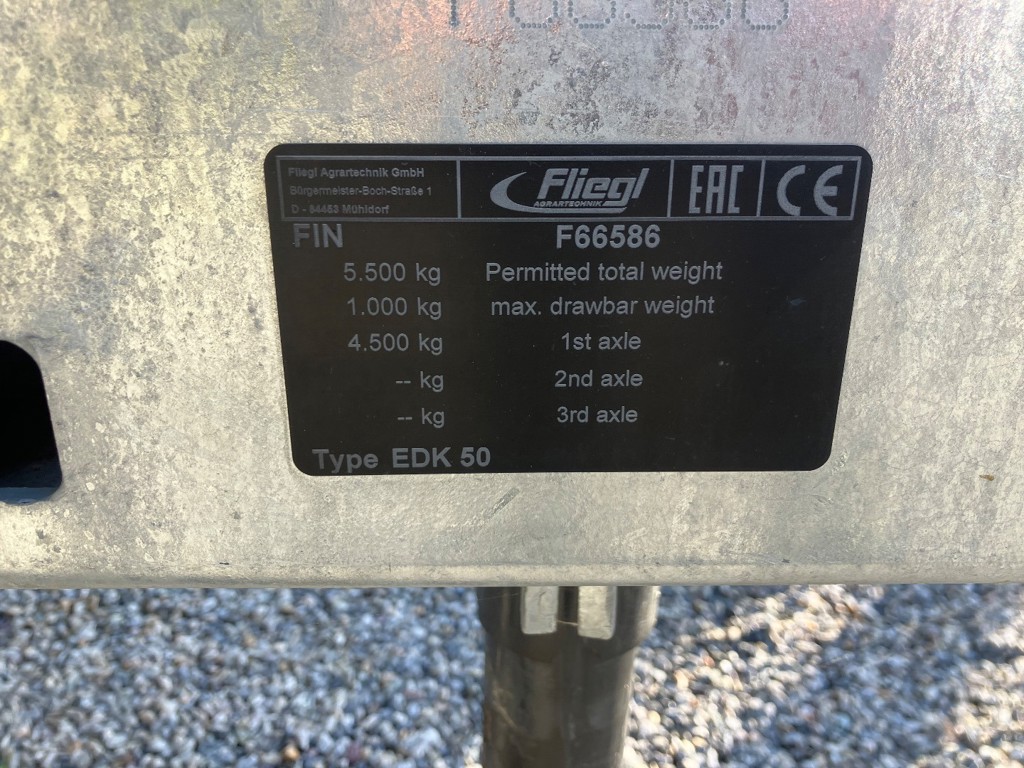 Fliegl Agrartechnik GmbH
Bürgermeister-Boch-Straße 1
D - 84453 Mühldorf
Fliegl
AGRARTECHNIK
EAC
CE
FIN F66586
5.500 kg Permitted total weight
1.000 kg max. drawbar weight
4.500 kg 1st axle
-- kg 2nd axle
-- kg 3rd axle
Type EDK 50